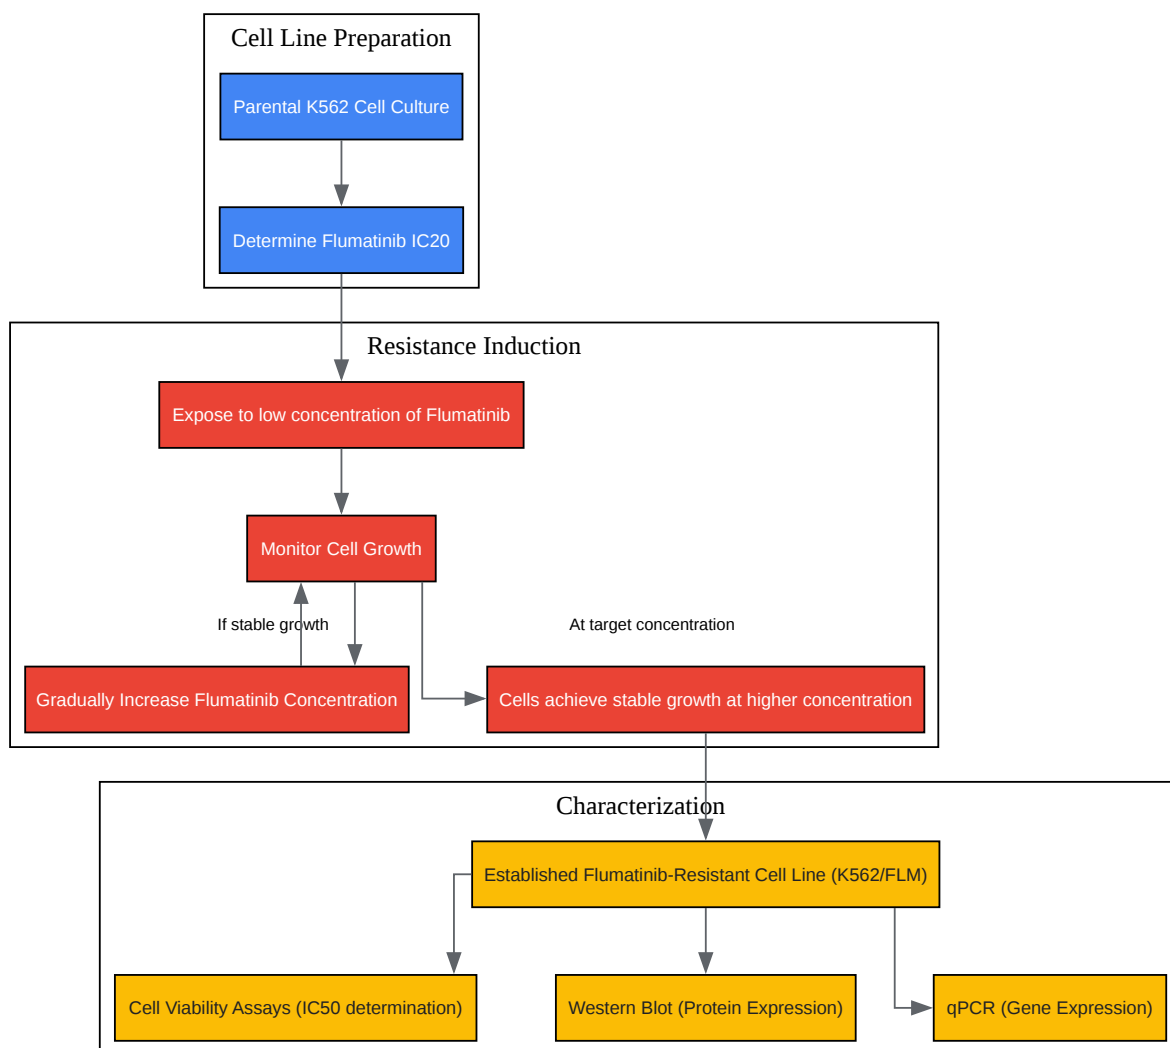 Cell Line Preparation
Parental K562 Cell Culture
Determine Flumatinib IC20
Resistance Induction
Expose to low concentration of Flumatinib
Monitor Cell Growth
If stable growth
At target concentration
Gradually Increase Flumatinib Concentration
Cells achieve stable growth at higher concentration
Characterization
Established Flumatinib-Resistant Cell Line (K562/FLM)
Cell Viability Assays (IC50 determination)
Western Blot (Protein Expression)
qPCR (Gene Expression)